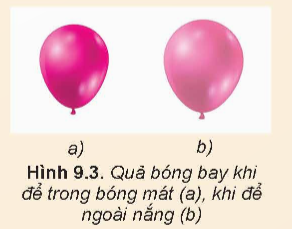 a) b)
Hình 9.3. Quả bóng bay khi
để trong bóng mát (a), khi để
ngoài nắng (b)